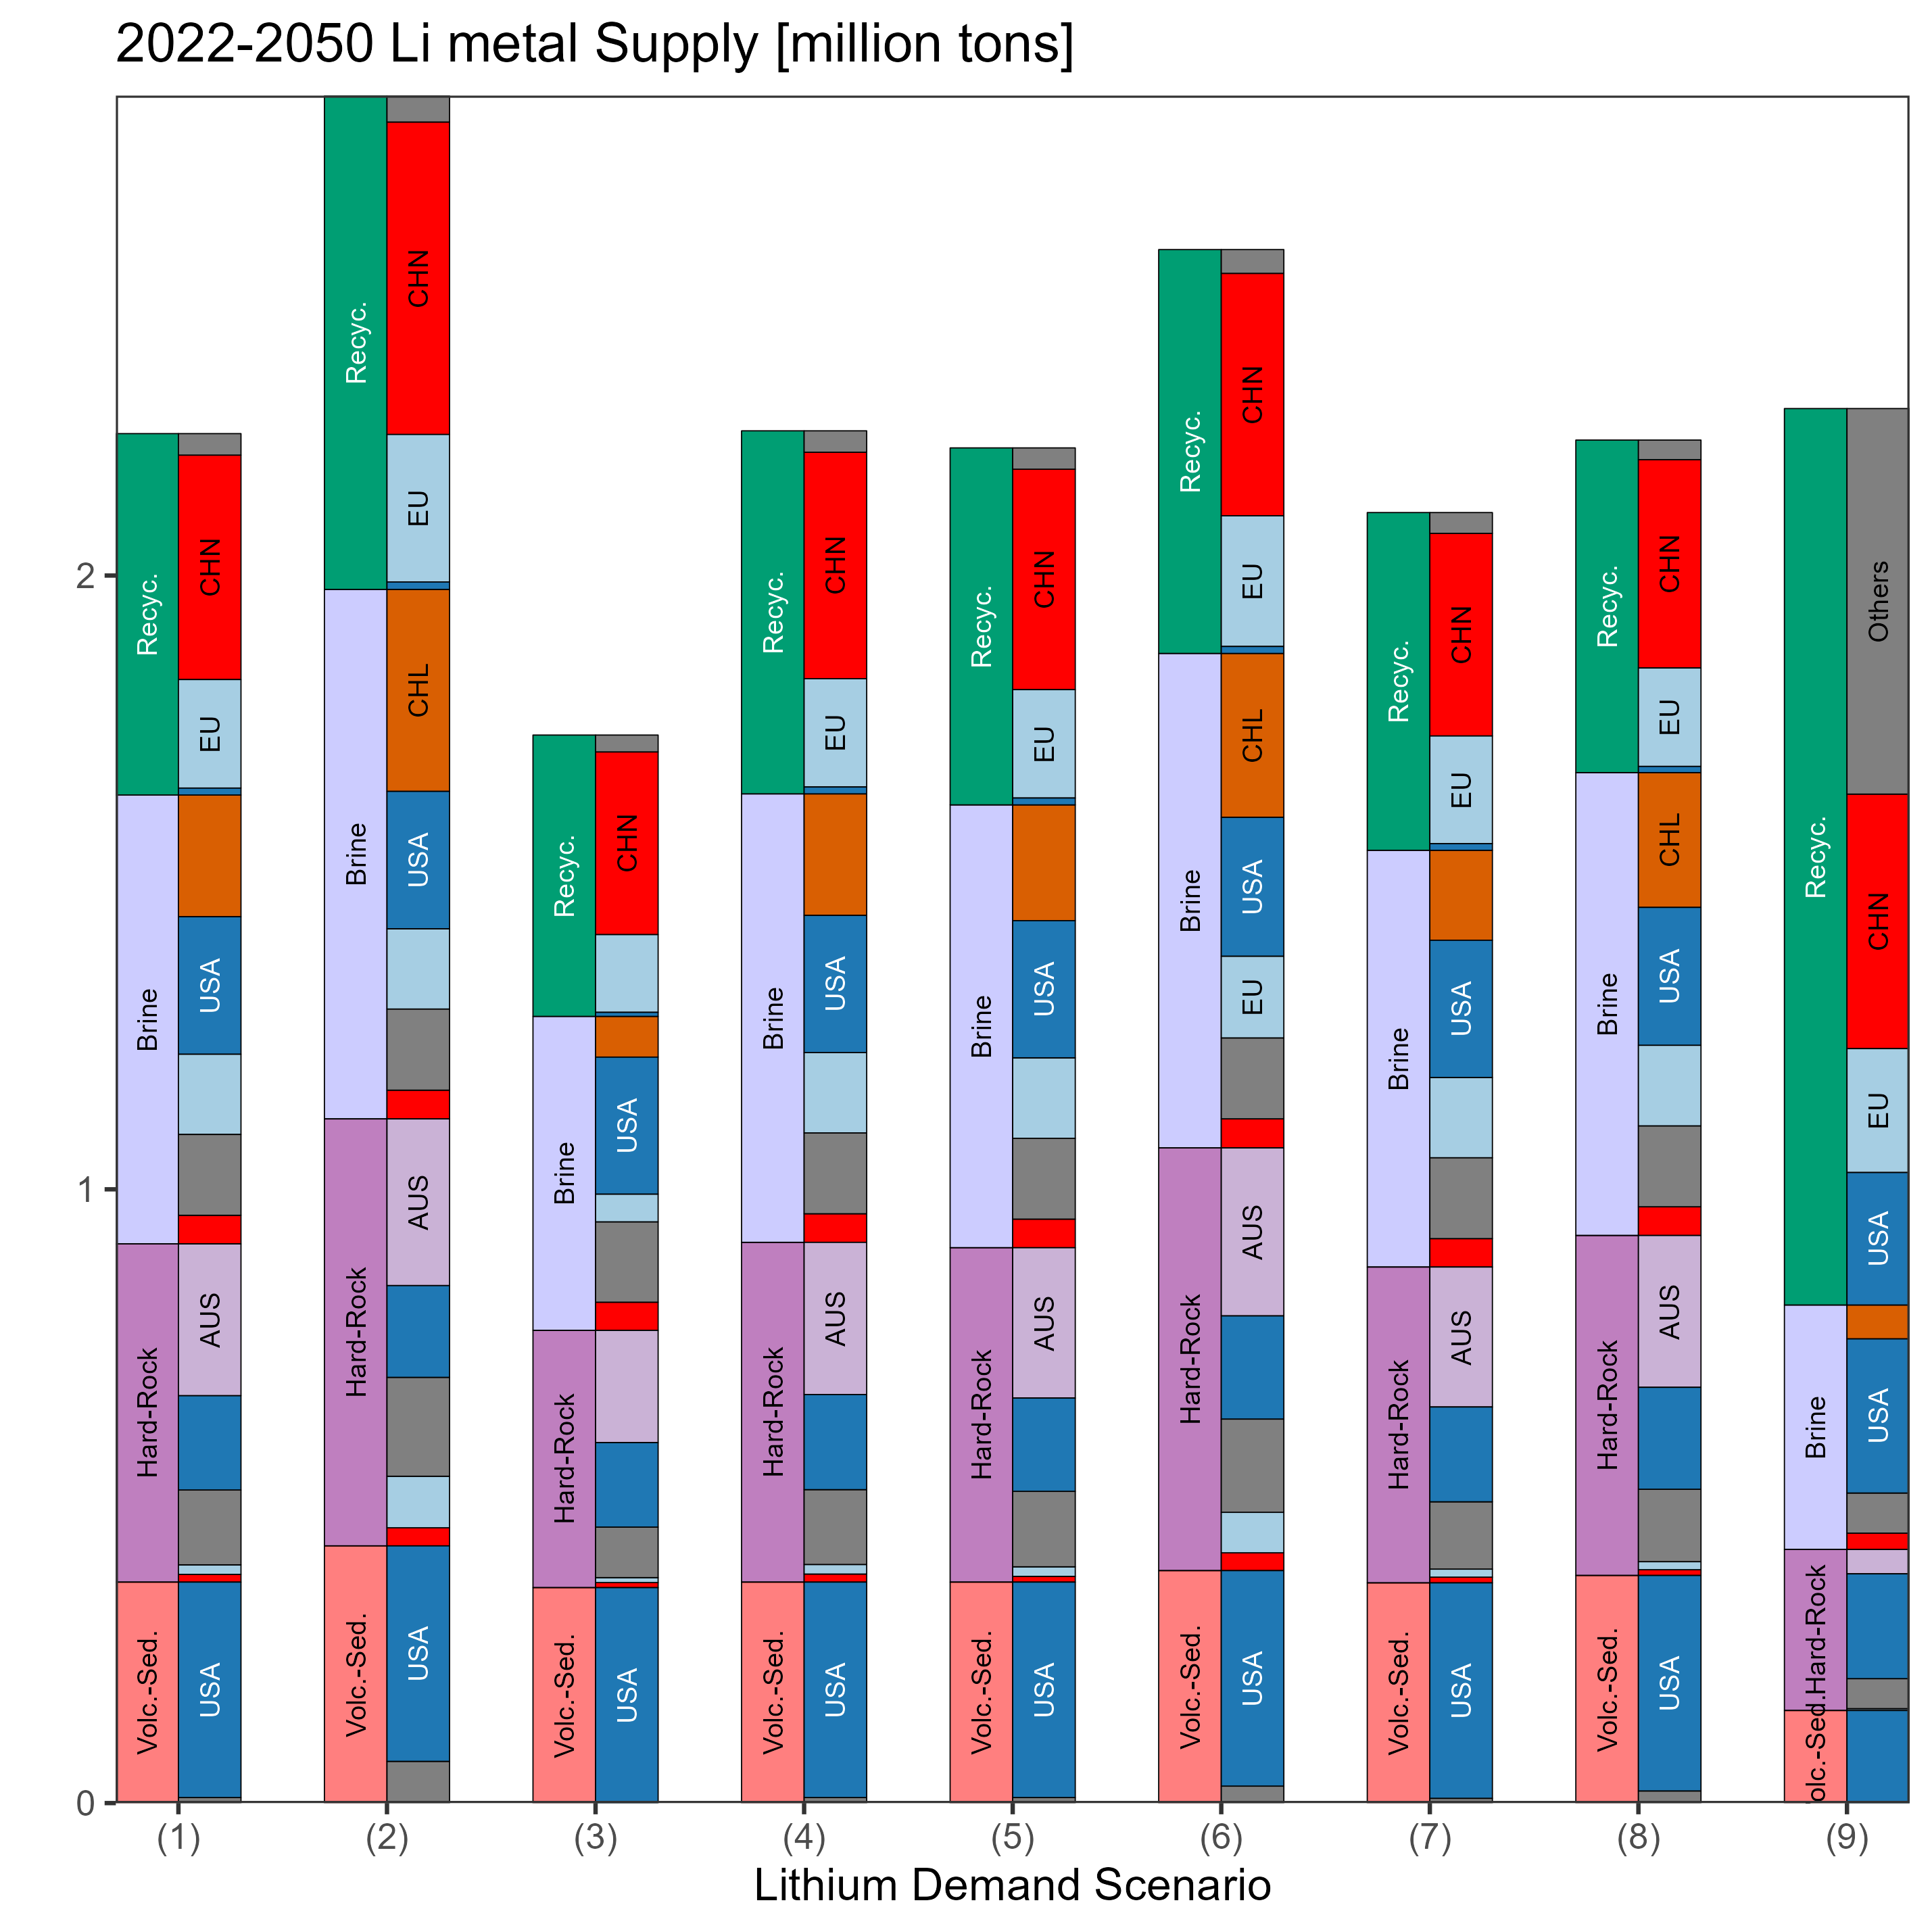 2022-2050 Li metal Supply [million tons]
2
1
0
Recyc.
Brine
Hard-Rock
Volc.-Sed.
CHN
EU
USA
AUS
USA
Recyc.
Brine
Hard-Rock
Volc.-Sed.
CHN
EU
CHL
USA
AUS
USA
Recyc.
Brine
Hard-Rock
Volc.-Sed.
CHN
USA
USA
Recyc.
Brine
Hard-Rock
Volc.-Sed.
CHN
EU
USA
AUS
USA
Recyc.
Brine
Hard-Rock
Volc.-Sed.
CHN
EU
USA
AUS
USA
Recyc.
Brine
Hard-Rock
Volc.-Sed.
CHN
EU
CHL
USA
EU
AUS
USA
Recyc.
Brine
Hard-Rock
Volc.-Sed.
CHN
EU
USA
AUS
USA
Recyc.
Brine
Hard-Rock
Volc.-Sed.
CHN
EU
CHL
USA
AUS
USA
Recyc.
Brine
Hard-Rock
olc.-Sed.
Others
CHN
EU
USA
USA
(1) (2) (3) (4) (5) (6) (7) (8) (9)
Lithium Demand Scenario